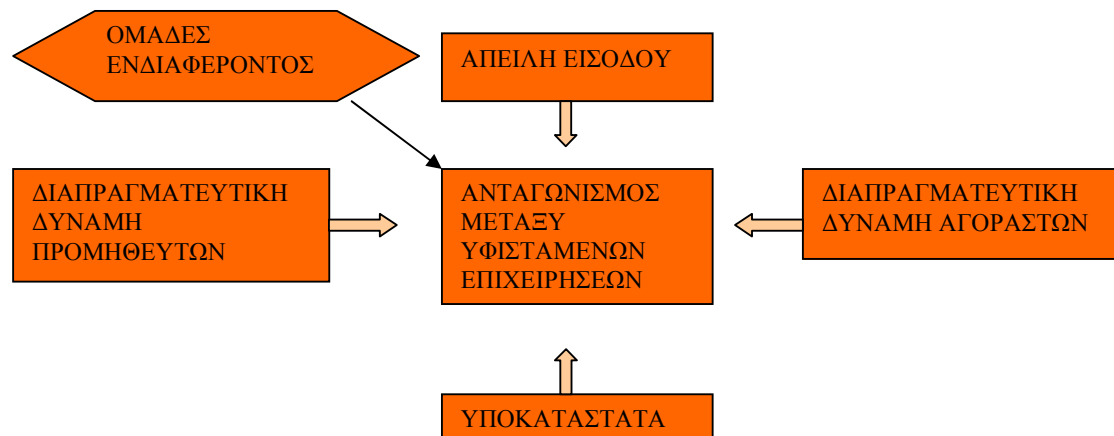 ΟΜΑΔΕΣ
ΕΝΔΙΑΦΕΡΟΝΤΟΣ
ΑΠΕΙΛΗ ΕΙΣΟΔΟΥ
ΔΙΑΠΡΑΓΜΑΤΕΥΤΙΚΗ
ΔΥΝΑΜΗ
ΠΡΟΜΗΘΕΥΤΩΝ
ΑΝΤΑΓΩΝΙΣΜΟΣ
ΜΕΤΑΞΥ
ΥΦΙΣΤΑΜΕΝΩΝ
ΕΠΙΧΕΙΡΗΣΕΩΝ
ΔΙΑΠΡΑΓΜΑΤΕΥΤΙΚΗ
ΔΥΝΑΜΗ ΑΓΟΡΑΣΤΩΝ
ΥΠΟΚΑΤΑΣΤΑΤΑ